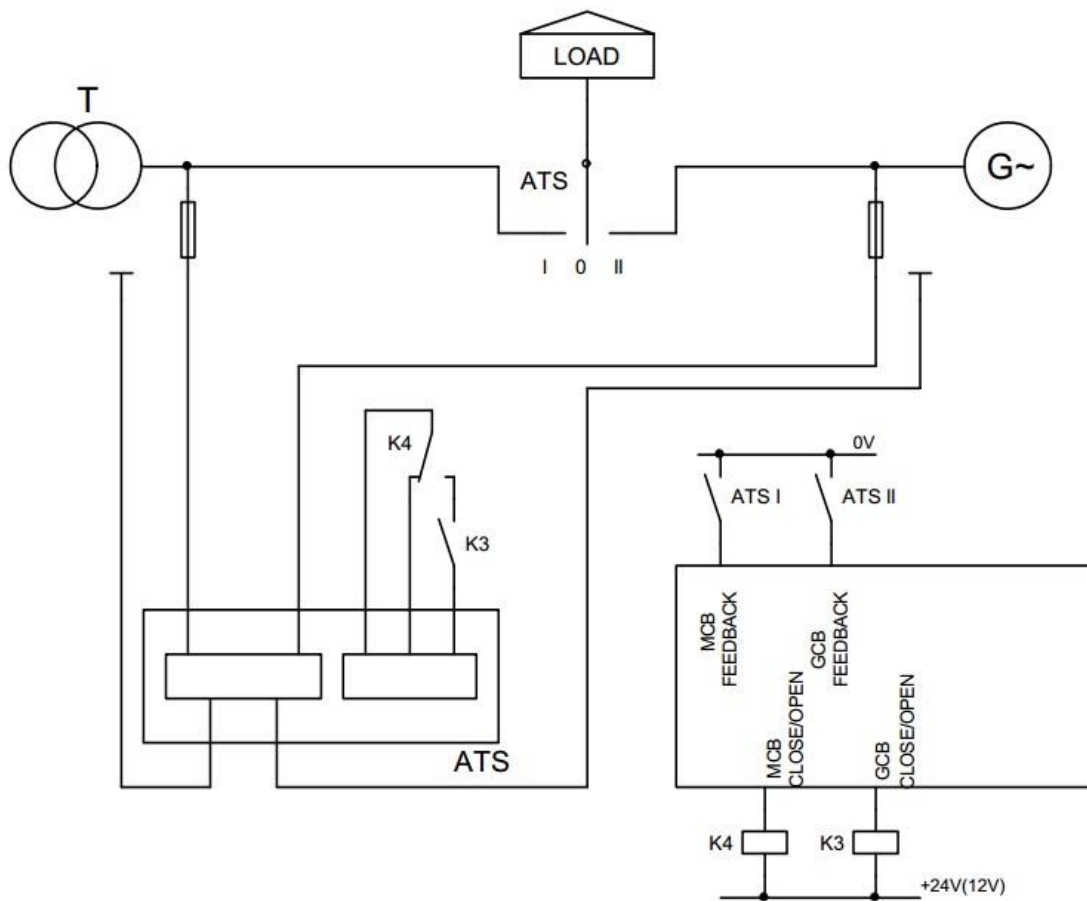 LOAD
T
G~
ATS
I 0 II
K4
K3
0V
ATS I
ATS II
MCB
FEEDBACK
GCB
FEEDBACK
MCB
CLOSE/OPEN
GCB
CLOSE/OPEN
ATS
K4
K3
+24V(12V)